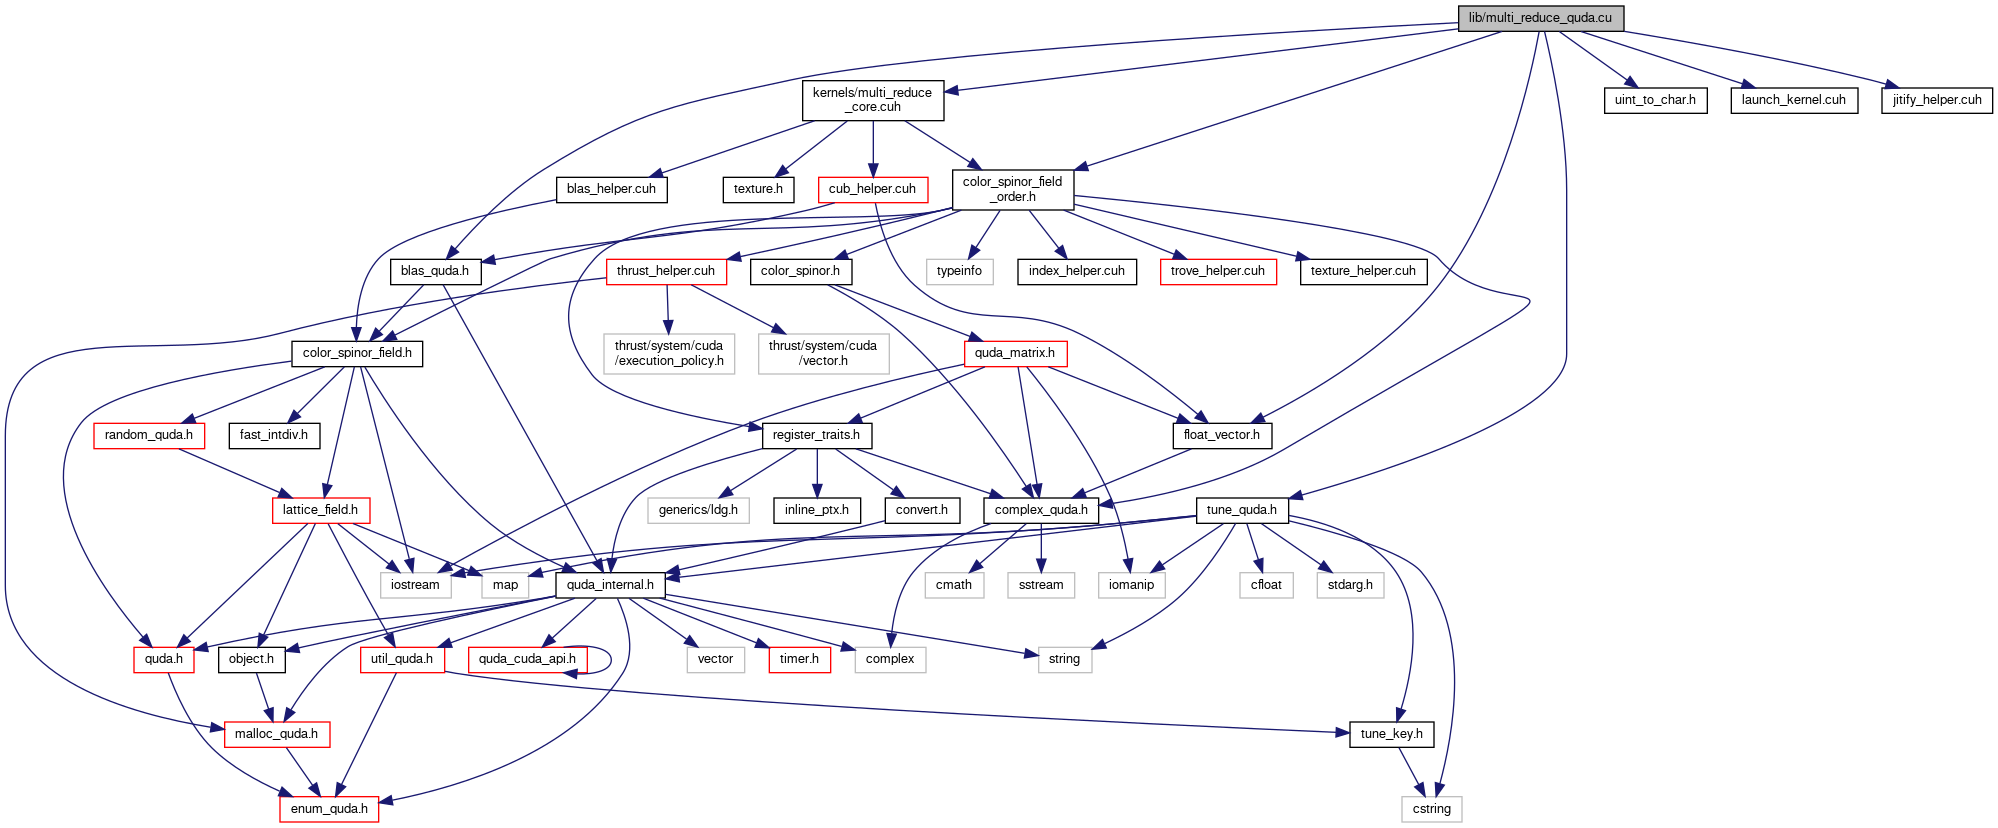 lib/multi_reduce_quda.cu
kernels/multi_reduce
_core.cuh
uint_to_char.h
launch_kernel.cuh
jitify_helper.cuh
blas_helper.cuh
texture.h
cub_helper.cuh
color_spinor_field
_order.h
blas_quda.h
thrust_helper.cuh
color_spinor.h
typeinfo
index_helper.cuh
trove_helper.cuh
texture_helper.cuh
color_spinor_field.h
thrust/system/cuda
/execution_policy.h
thrust/system/cuda
/vector.h
quda_matrix.h
random_quda.h
fast_intdiv.h
register_traits.h
float_vector.h
lattice_field.h
generics/ldg.h
inline_ptx.h
convert.h
complex_quda.h
tune_quda.h
iostream
map
quda_internal.h
cmath
sstream
iomanip
cfloat
stdarg.h
quda.h
object.h
util_quda.h
quda_cuda_api.h
vector
timer.h
complex
string
malloc_quda.h
tune_key.h
enum_quda.h
cstring